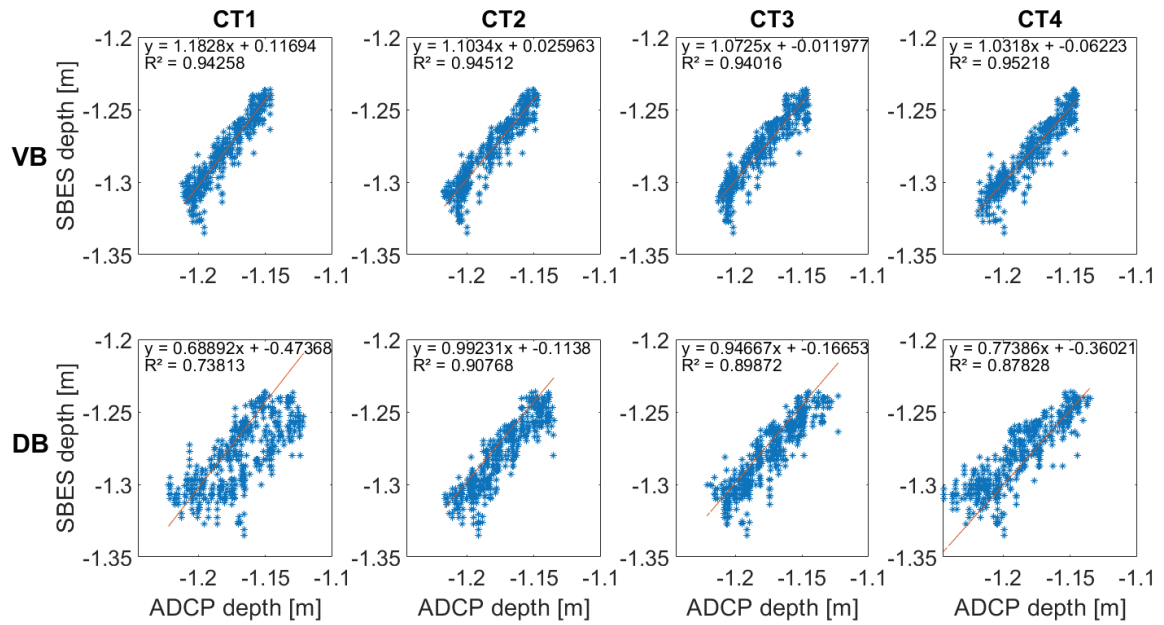 CT1 CT2 CT3 CT4
VB
SBES depth [m]
-1.2
-1.25
-1.3
-1.35
y = 1.1828x + 0.11694
R² = 0.94258
-1.2 -1.15 -1.1
-1.2
-1.25
-1.3
-1.35
y = 1.1034x + 0.025963
R² = 0.94512
-1.2 -1.15 -1.1
-1.2
-1.25
-1.3
-1.35
y = 1.0725x + -0.011977
R² = 0.94016
-1.2 -1.15 -1.1
-1.2
-1.25
-1.3
-1.35
y = 1.0318x + -0.06223
R² = 0.95218
-1.2 -1.15 -1.1
DB
SBES depth [m]
-1.2
-1.25
-1.3
-1.35
y = 0.68892x + -0.47368
R² = 0.73813
-1.2 -1.15 -1.1
ADCP depth [m]
-1.2
-1.25
-1.3
-1.35
y = 0.99231x + -0.1138
R² = 0.90768
-1.2 -1.15 -1.1
ADCP depth [m]
-1.2
-1.25
-1.3
-1.35
y = 0.94667x + -0.16653
R² = 0.89872
-1.2 -1.15 -1.1
ADCP depth [m]
-1.2
-1.25
-1.3
-1.35
y = 0.77386x + -0.36021
R² = 0.87828
-1.2 -1.15 -1.1
ADCP depth [m]